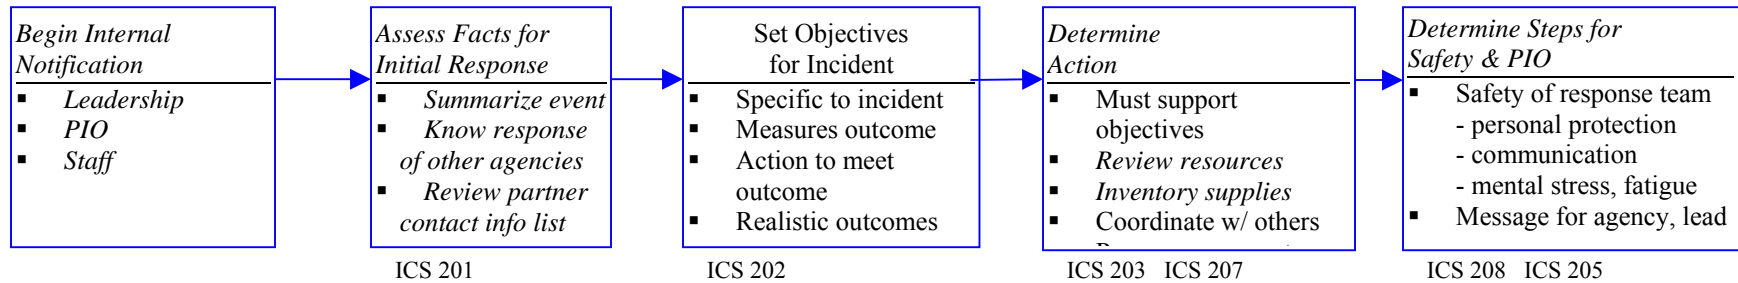 Begin Internal
Notification
▪ Leadership
▪ PIO
▪ Staff
Assess Facts for
Initial Response
▪ Summarize event
▪ Know response
of other agencies
▪ Review partner
contact info list
ICS 201
Set Objectives
for Incident
▪ Specific to incident
▪ Measures outcome
▪ Action to meet
outcome
▪ Realistic outcomes
ICS 202
Determine
Action
▪ Must support
objectives
▪ Review resources
▪ Inventory supplies
▪ Coordinate w/ others
ICS 203 ICS 207
Determine Steps for
Safety & PIO
▪ Safety of response team
- personal protection
- communication
- mental stress, fatigue
▪ Message for agency, lead
ICS 208 ICS 205